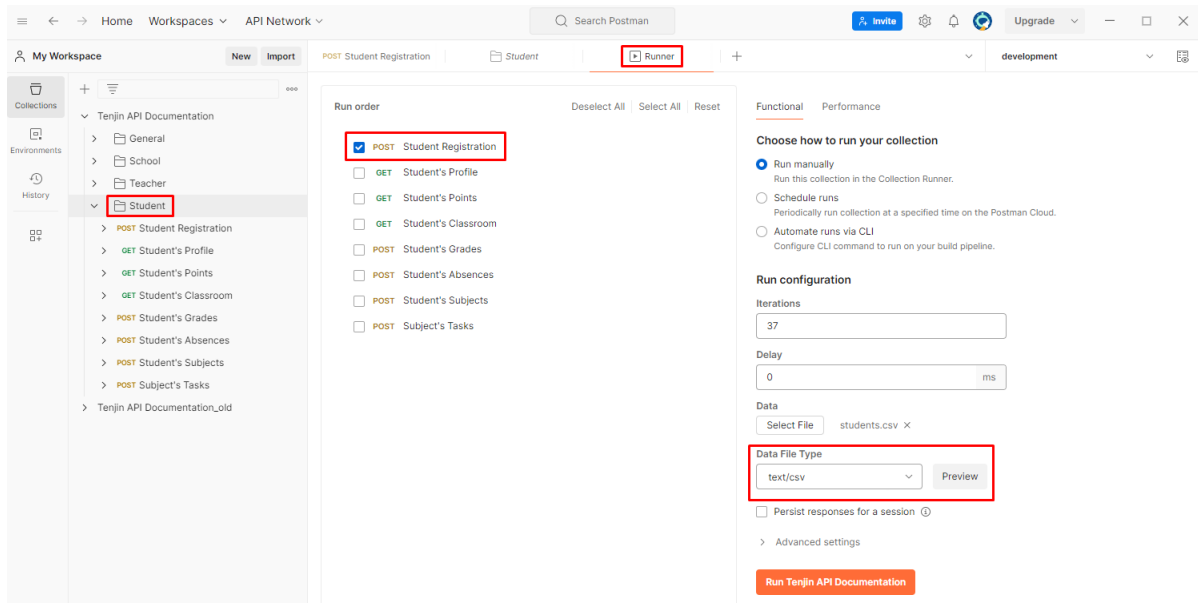 Home Workspaces API Network Search Postman Invite Upgrade
My Workspace New Import
POST Student Registration Student Runner development
Collections
Environments
History
Tenjin API Documentation
General
School
Teacher
Student
POST Student Registration
GET Student's Profile
GET Student's Points
GET Student's Classroom
POST Student's Grades
POST Student's Absences
POST Student's Subjects
POST Subject's Tasks
Tenjin API Documentation_old
Run order Deselect All Select All Reset
POST Student Registration
GET Student's Profile
GET Student's Points
GET Student's Classroom
POST Student's Grades
POST Student's Absences
POST Student's Subjects
POST Subject's Tasks
Functional Performance
Choose how to run your collection
Run manually
Run this collection in the Collection Runner.
Schedule runs
Periodically run collection at a specified time on the Postman Cloud.
Automate runs via CLI
Configure CLI command to run on your build pipeline.
Run configuration
Iterations
37
Delay
0 ms
Data
Select File students.csv
Data File Type
text/csv Preview
Persist responses for a session
Advanced settings
Run Tenjin API Documentation